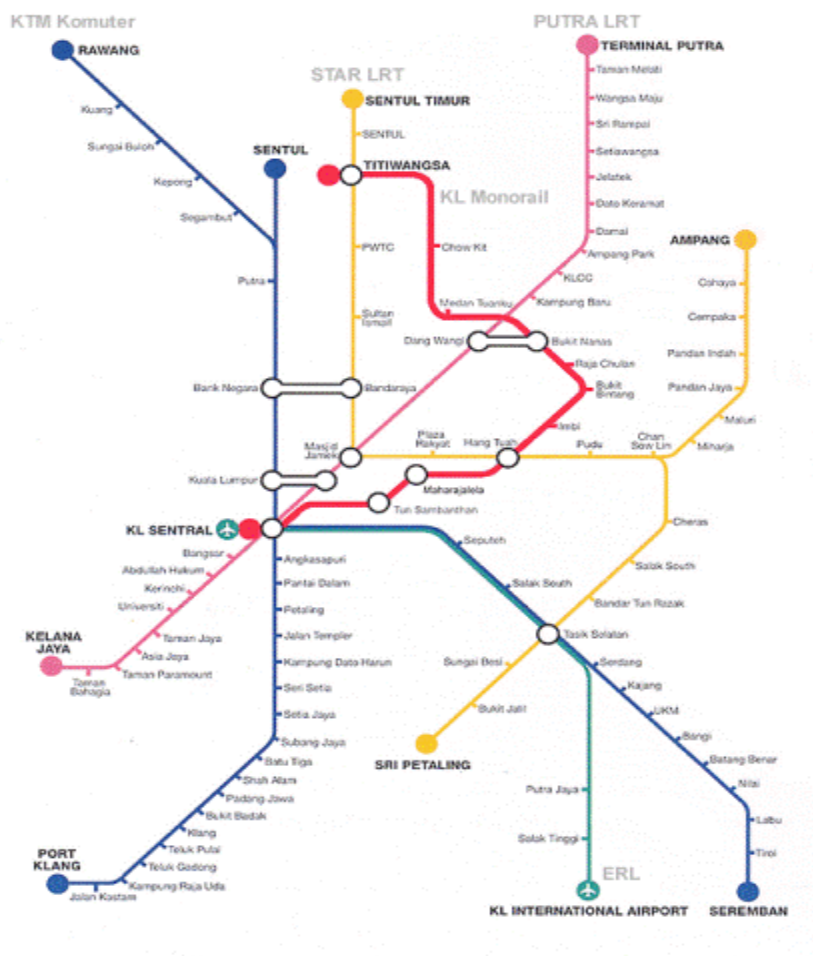 KTM Komuter
PUTRA LRT
RAWANG
TERMINAL PUTRA
Taman Melati
STAR LRT
SENTUL TIMUR
Wangsa Maju
Kuang
Sri Rampai
SENTUL
Sungai Buloh
SENTUL
Setiawangsa
TITIWANGSA
Jelatek
Kepong
KL Monorail
Dato Keramat
Segambut
Damai
AMPANG
PWTC
Chow Kit
Ampang Park
Putra
KLCC
Cahaya
Medan Tuanku
Kampung Baru
Sultan
Ismail
Cempaka
Dang Wangi
Bukit Nanas
Pandan Indah
Raja Chulan
Bank Negara
Bandaraya
Bukit
Bintang
Pandan Jaya
Imbi
Maluri
Masjid
Jamek
Plaza
Rakyat
Hang Tuah
Pudu
Chan
Sow Lin
Miharja
Kuala Lumpur
Maharajalela
Tun Sambanthan
KL SENTRAL
Cheras
Bangsar
Seputeh
Angkasapuri
Abdullah Hukum
Salak South
Kerinchi
Pantai Dalam
Salak South
Universiti
Petaling
Bandar Tun Razak
KELANA
JAYA
Taman Jaya
Jalan Templer
Tasik Selatan
Asia Jaya
Kampung Dato Harun
Sungai Besi
Serdang
Taman Paramount
Taman
Bahagia
Seri Setia
Kajang
Setia Jaya
Bukit Jalil
UKM
Subang Jaya
Bangi
Batu Tiga
SRI PETALING
Batang Benar
Shah Alam
Nilai
Padang Jawa
Putra Jaya
Bukit Badak
Labu
Klang
Salak Tinggi
Teluk Pulai
Tiroi
PORT
KLANG
Teluk Gadong
ERL
Kampung Raja Uda
Jalan Kastam
KL INTERNATIONAL AIRPORT
SEREMBAN